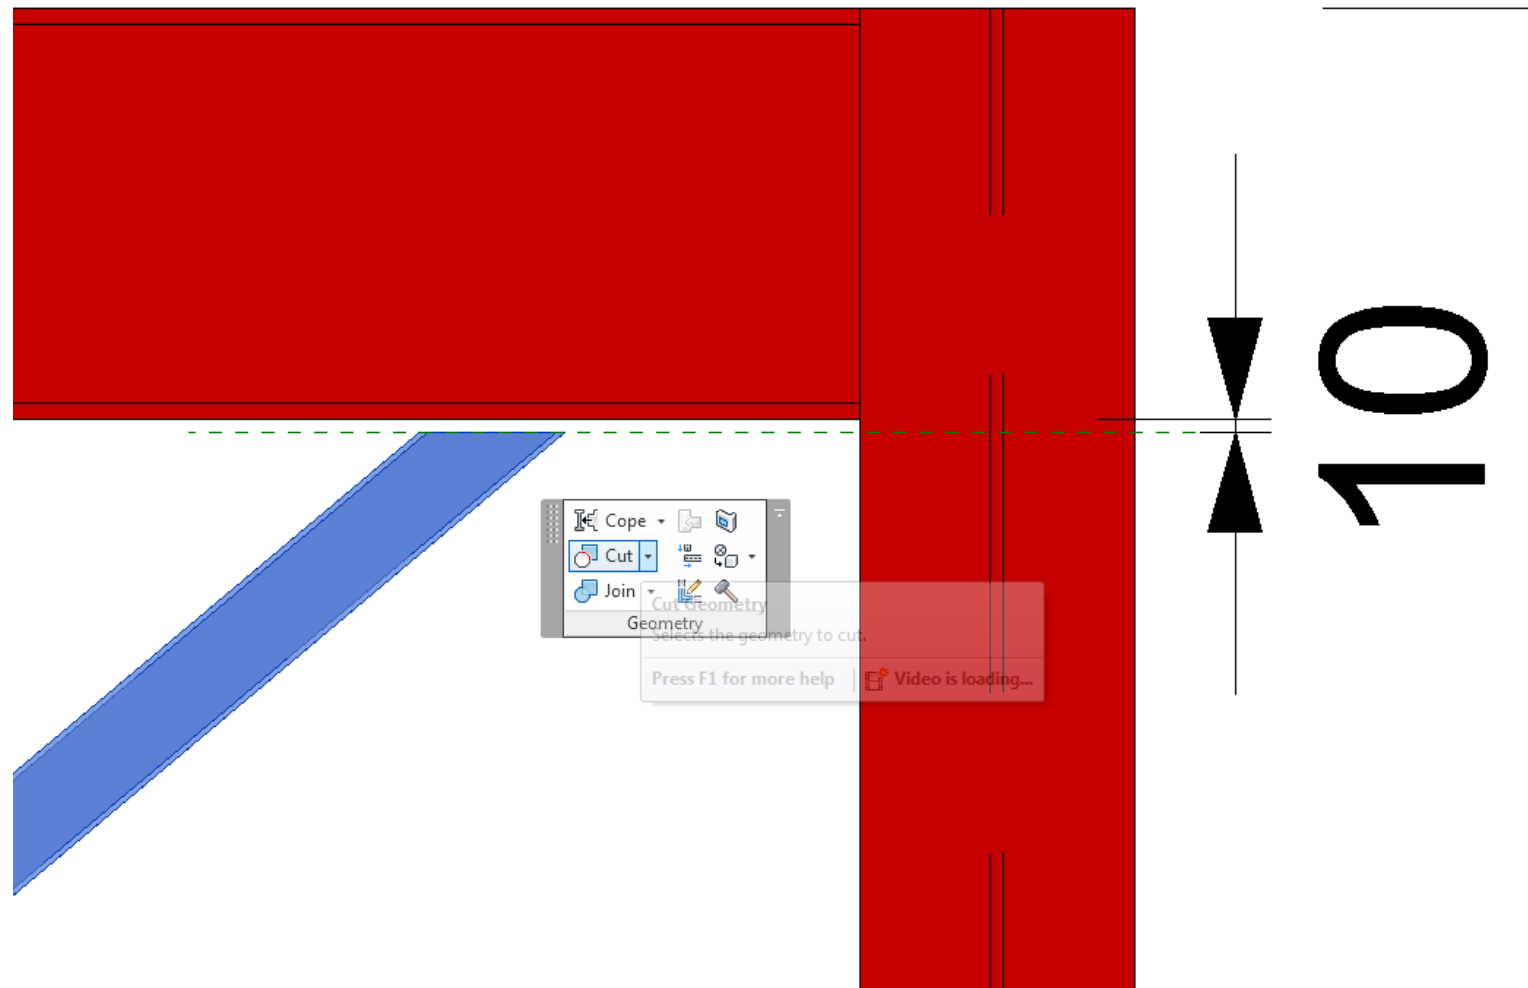 10
Cope
Cut
Join
Geometry
Cut Geometry
Selects the geometry to cut.
Press F1 for more help
Video is loading...